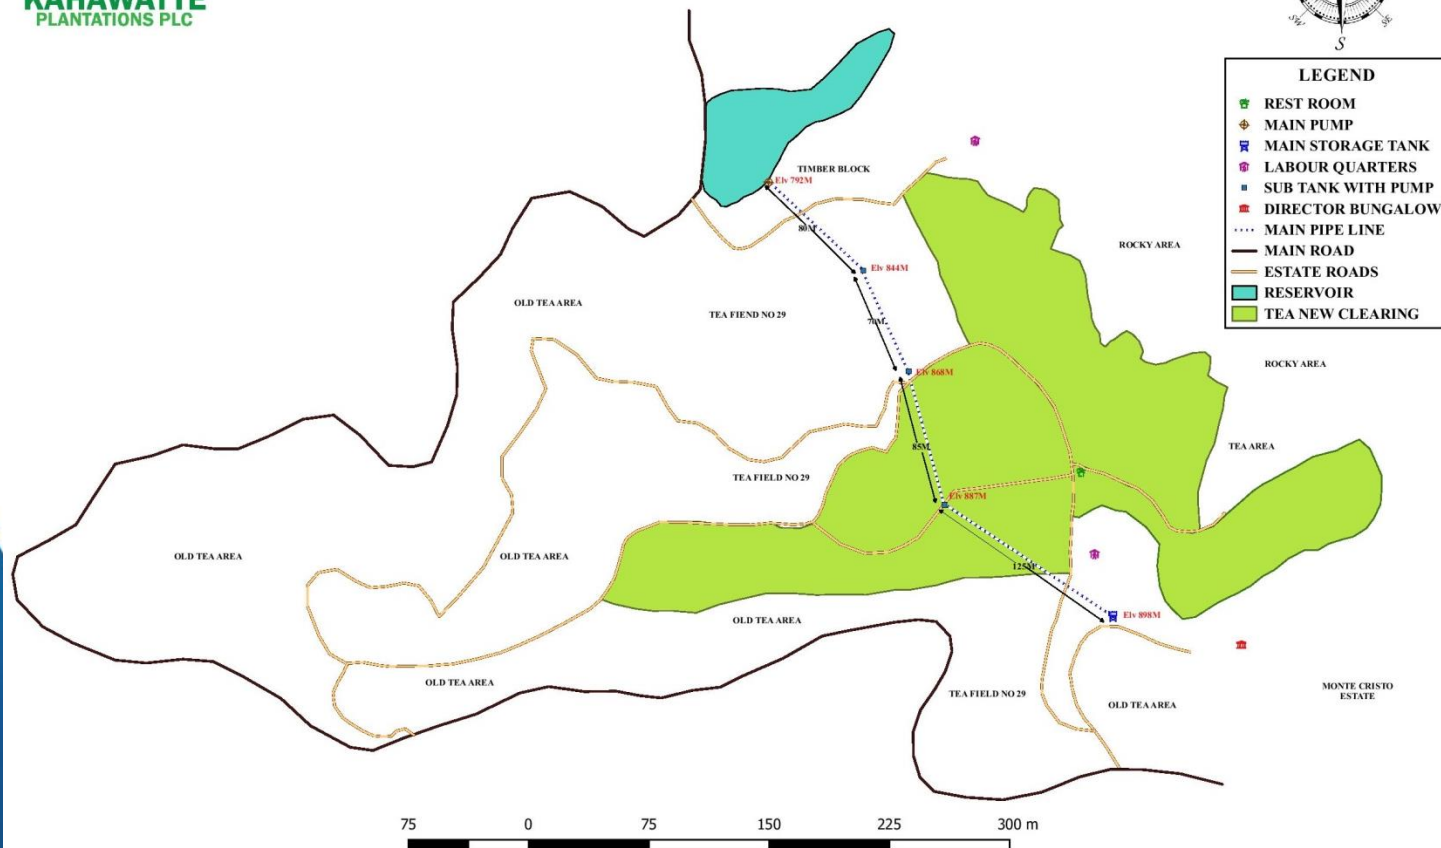 KAHAWATTE
PLANTATIONS PLC
SW
S
SE
LEGEND
REST ROOM
MAIN PUMP
MAIN STORAGE TANK
LABOUR QUARTERS
SUB TANK WITH PUMP
DIRECTOR BUNGALOW
MAIN PIPE LINE
MAIN ROAD
ESTATE ROADS
RESERVOIR
TEA NEW CLEARING
TIMBER BLOCK
Elv 792M
80M
ROCKY AREA
Elv 844M
OLD TEA AREA
TEA FIEND NO 29
70M
ROCKY AREA
Elv 868M
85M
TEA AREA
TEA FIELD NO 29
Elv 887M
OLD TEA AREA
OLD TEA AREA
125M
Elv 898M
OLD TEA AREA
OLD TEA AREA
TEA FIELD NO 29
OLD TEA AREA
MONTE CRISTO
ESTATE
75 0 75 150 225 300 m